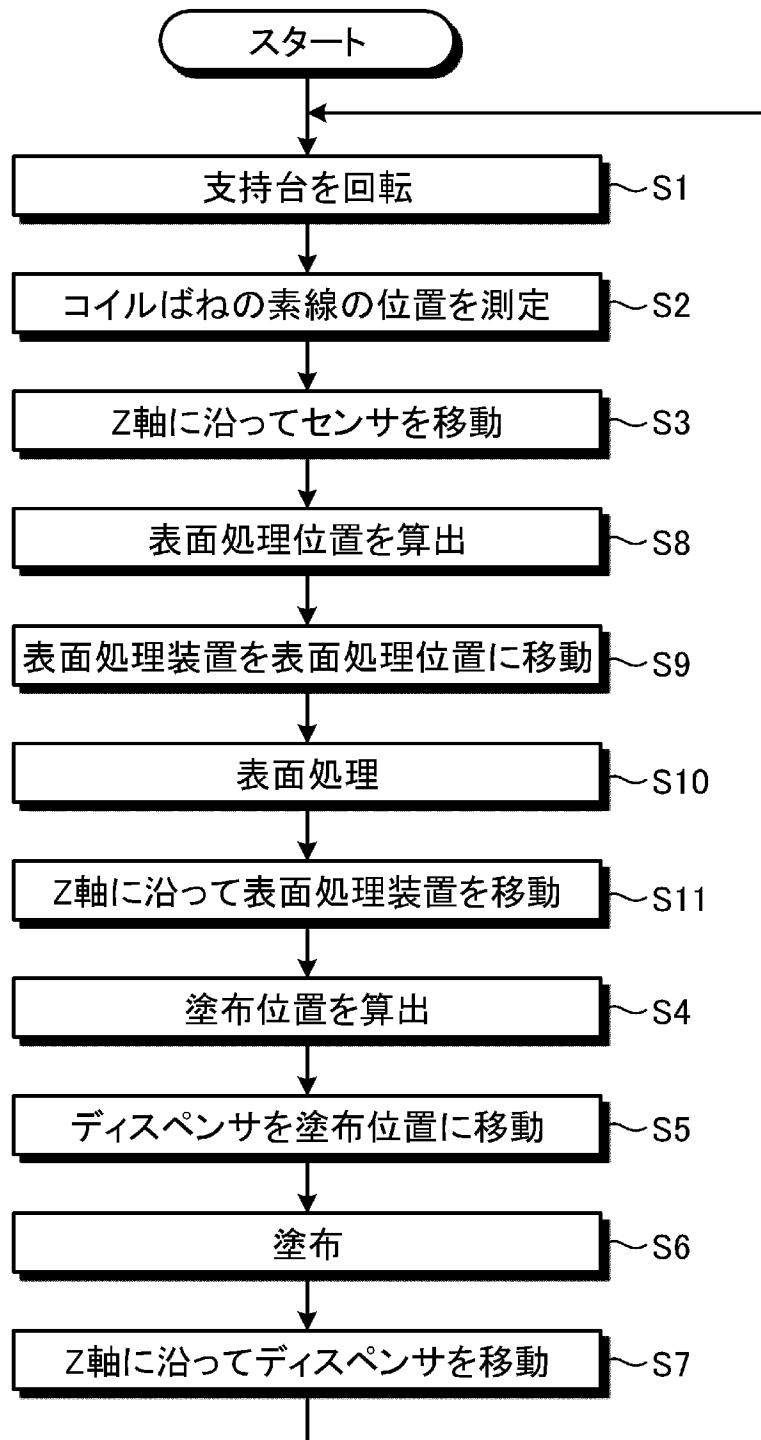 スタート
支持台を回転 S1
コイルばねの素線の位置を測定 S2
Z軸に沿ってセンサを移動 S3
表面処理位置を算出 S8
表面処理装置を表面処理位置に移動 S9
表面処理 S10
Z軸に沿って表面処理装置を移動 S11
塗布位置を算出 S4
ディスペンサを塗布位置に移動 S5
塗布 S6
Z軸に沿ってディスペンサを移動 S7